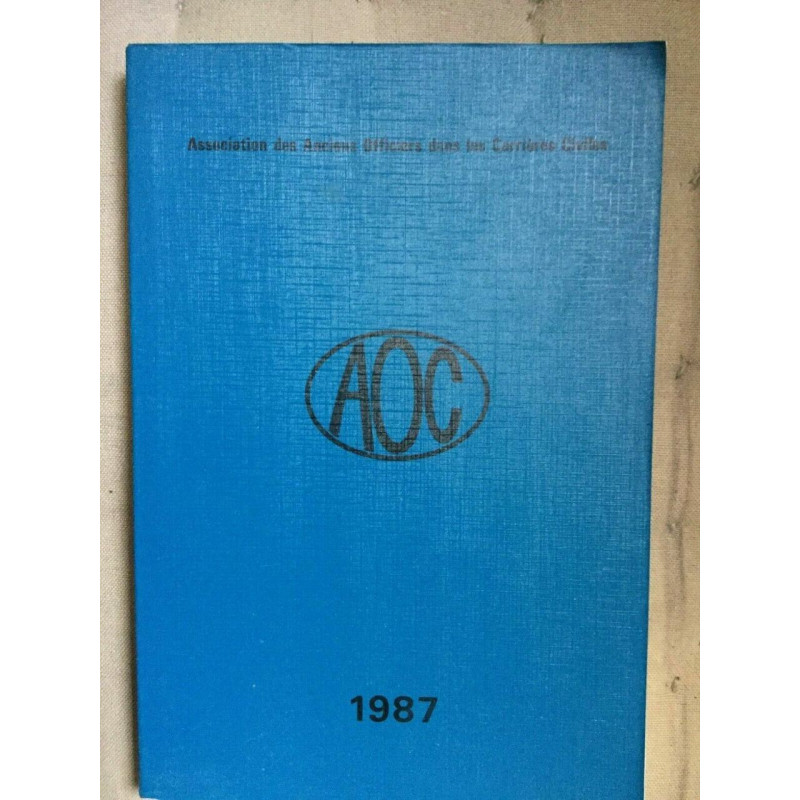 Association des Anciens Officiers dans les Carrières Civiles
AOC
1987